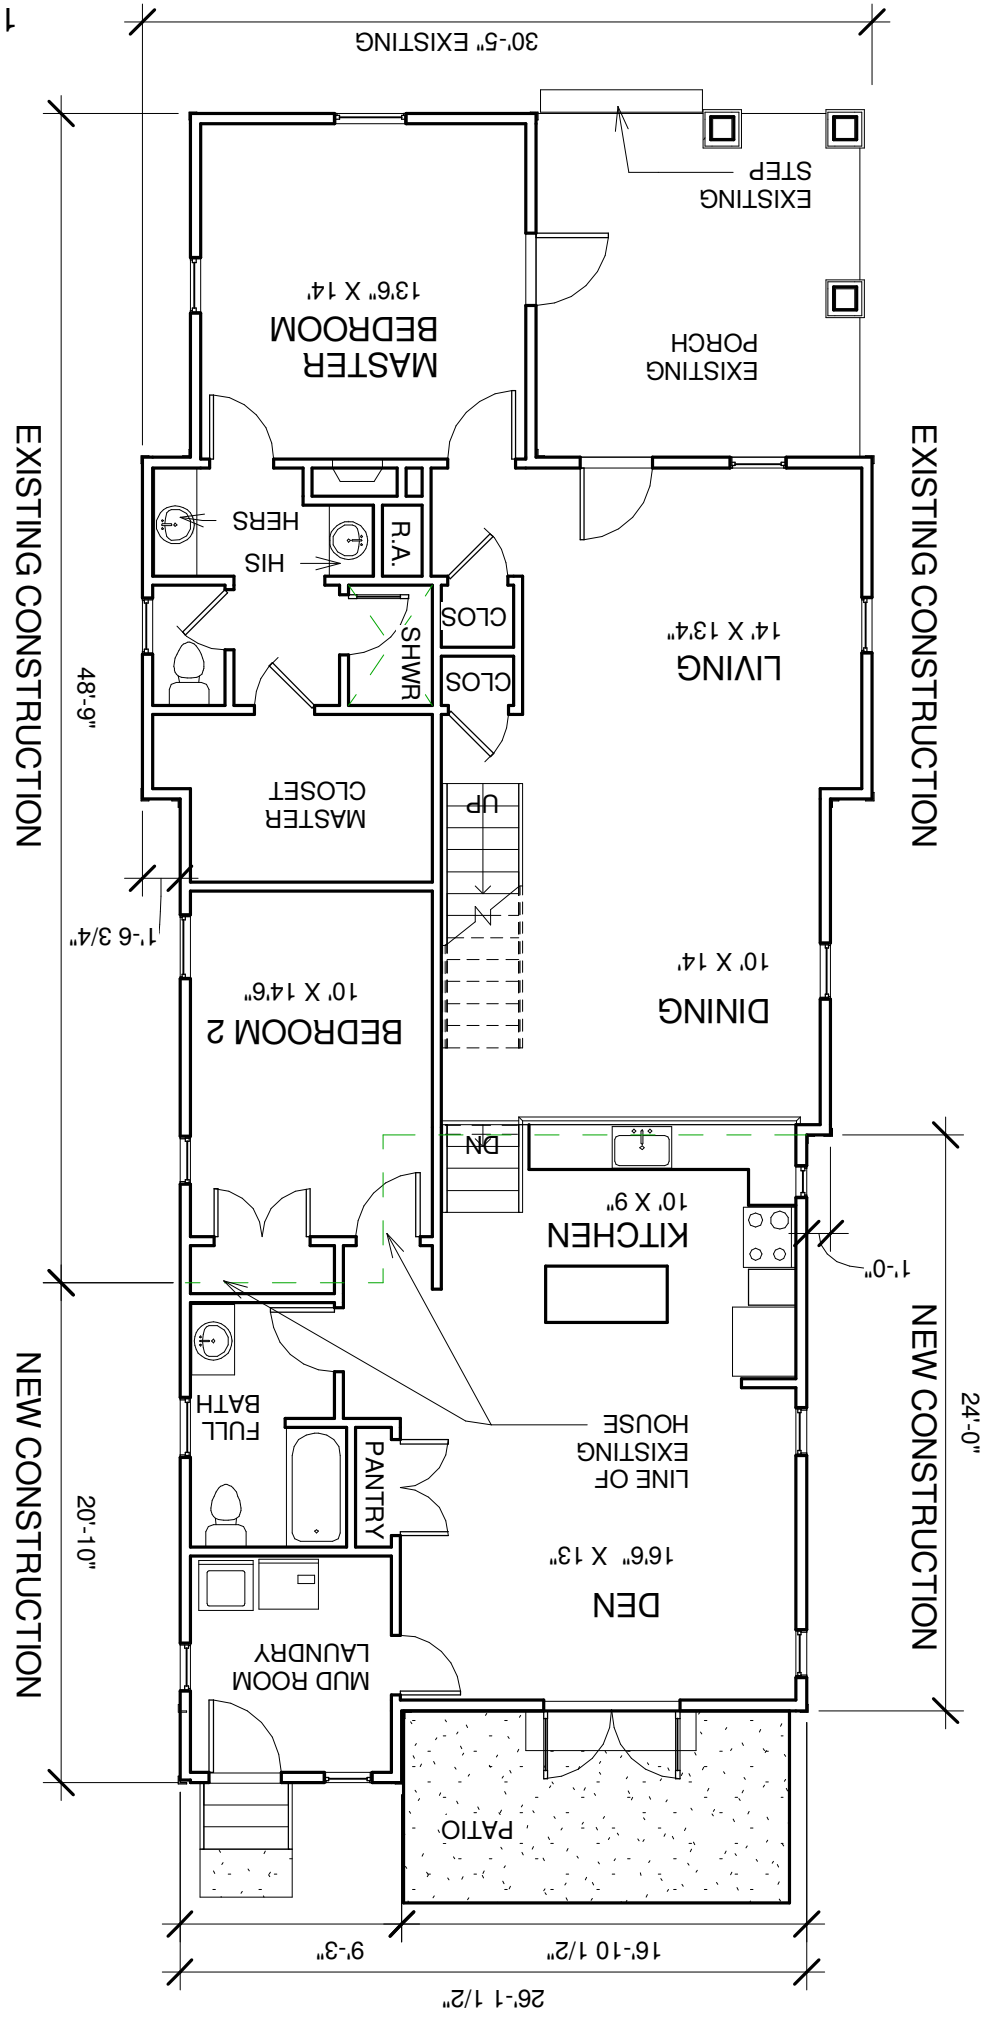 26'-1 1/2"
16'-10 1/2"
9'-3"
PATIO
MUD ROOM
LAUNDRY
DEN
16'6" X 13"
20'-10"
NEW CONSTRUCTION
24'-0"
NEW CONSTRUCTION
LINE OF
EXISTING
HOUSE
PANTRY
FULL
BATH
1'-0"
KITCHEN
10' X 9"
DN
DINING
10' X 14'
BEDROOM 2
10' X 14'6"
1'-6 3/4"
UP
MASTER
CLOSET
LIVING
14' X 13'4"
CLOS
CLOS
SHWR
48'-9"
EXISTING CONSTRUCTION
EXISTING CONSTRUCTION
HIS
HERS
R.A.
MASTER
BEDROOM
13'6" X 14'
EXISTING
PORCH
EXISTING
STEP
30'-5" EXISTING
1